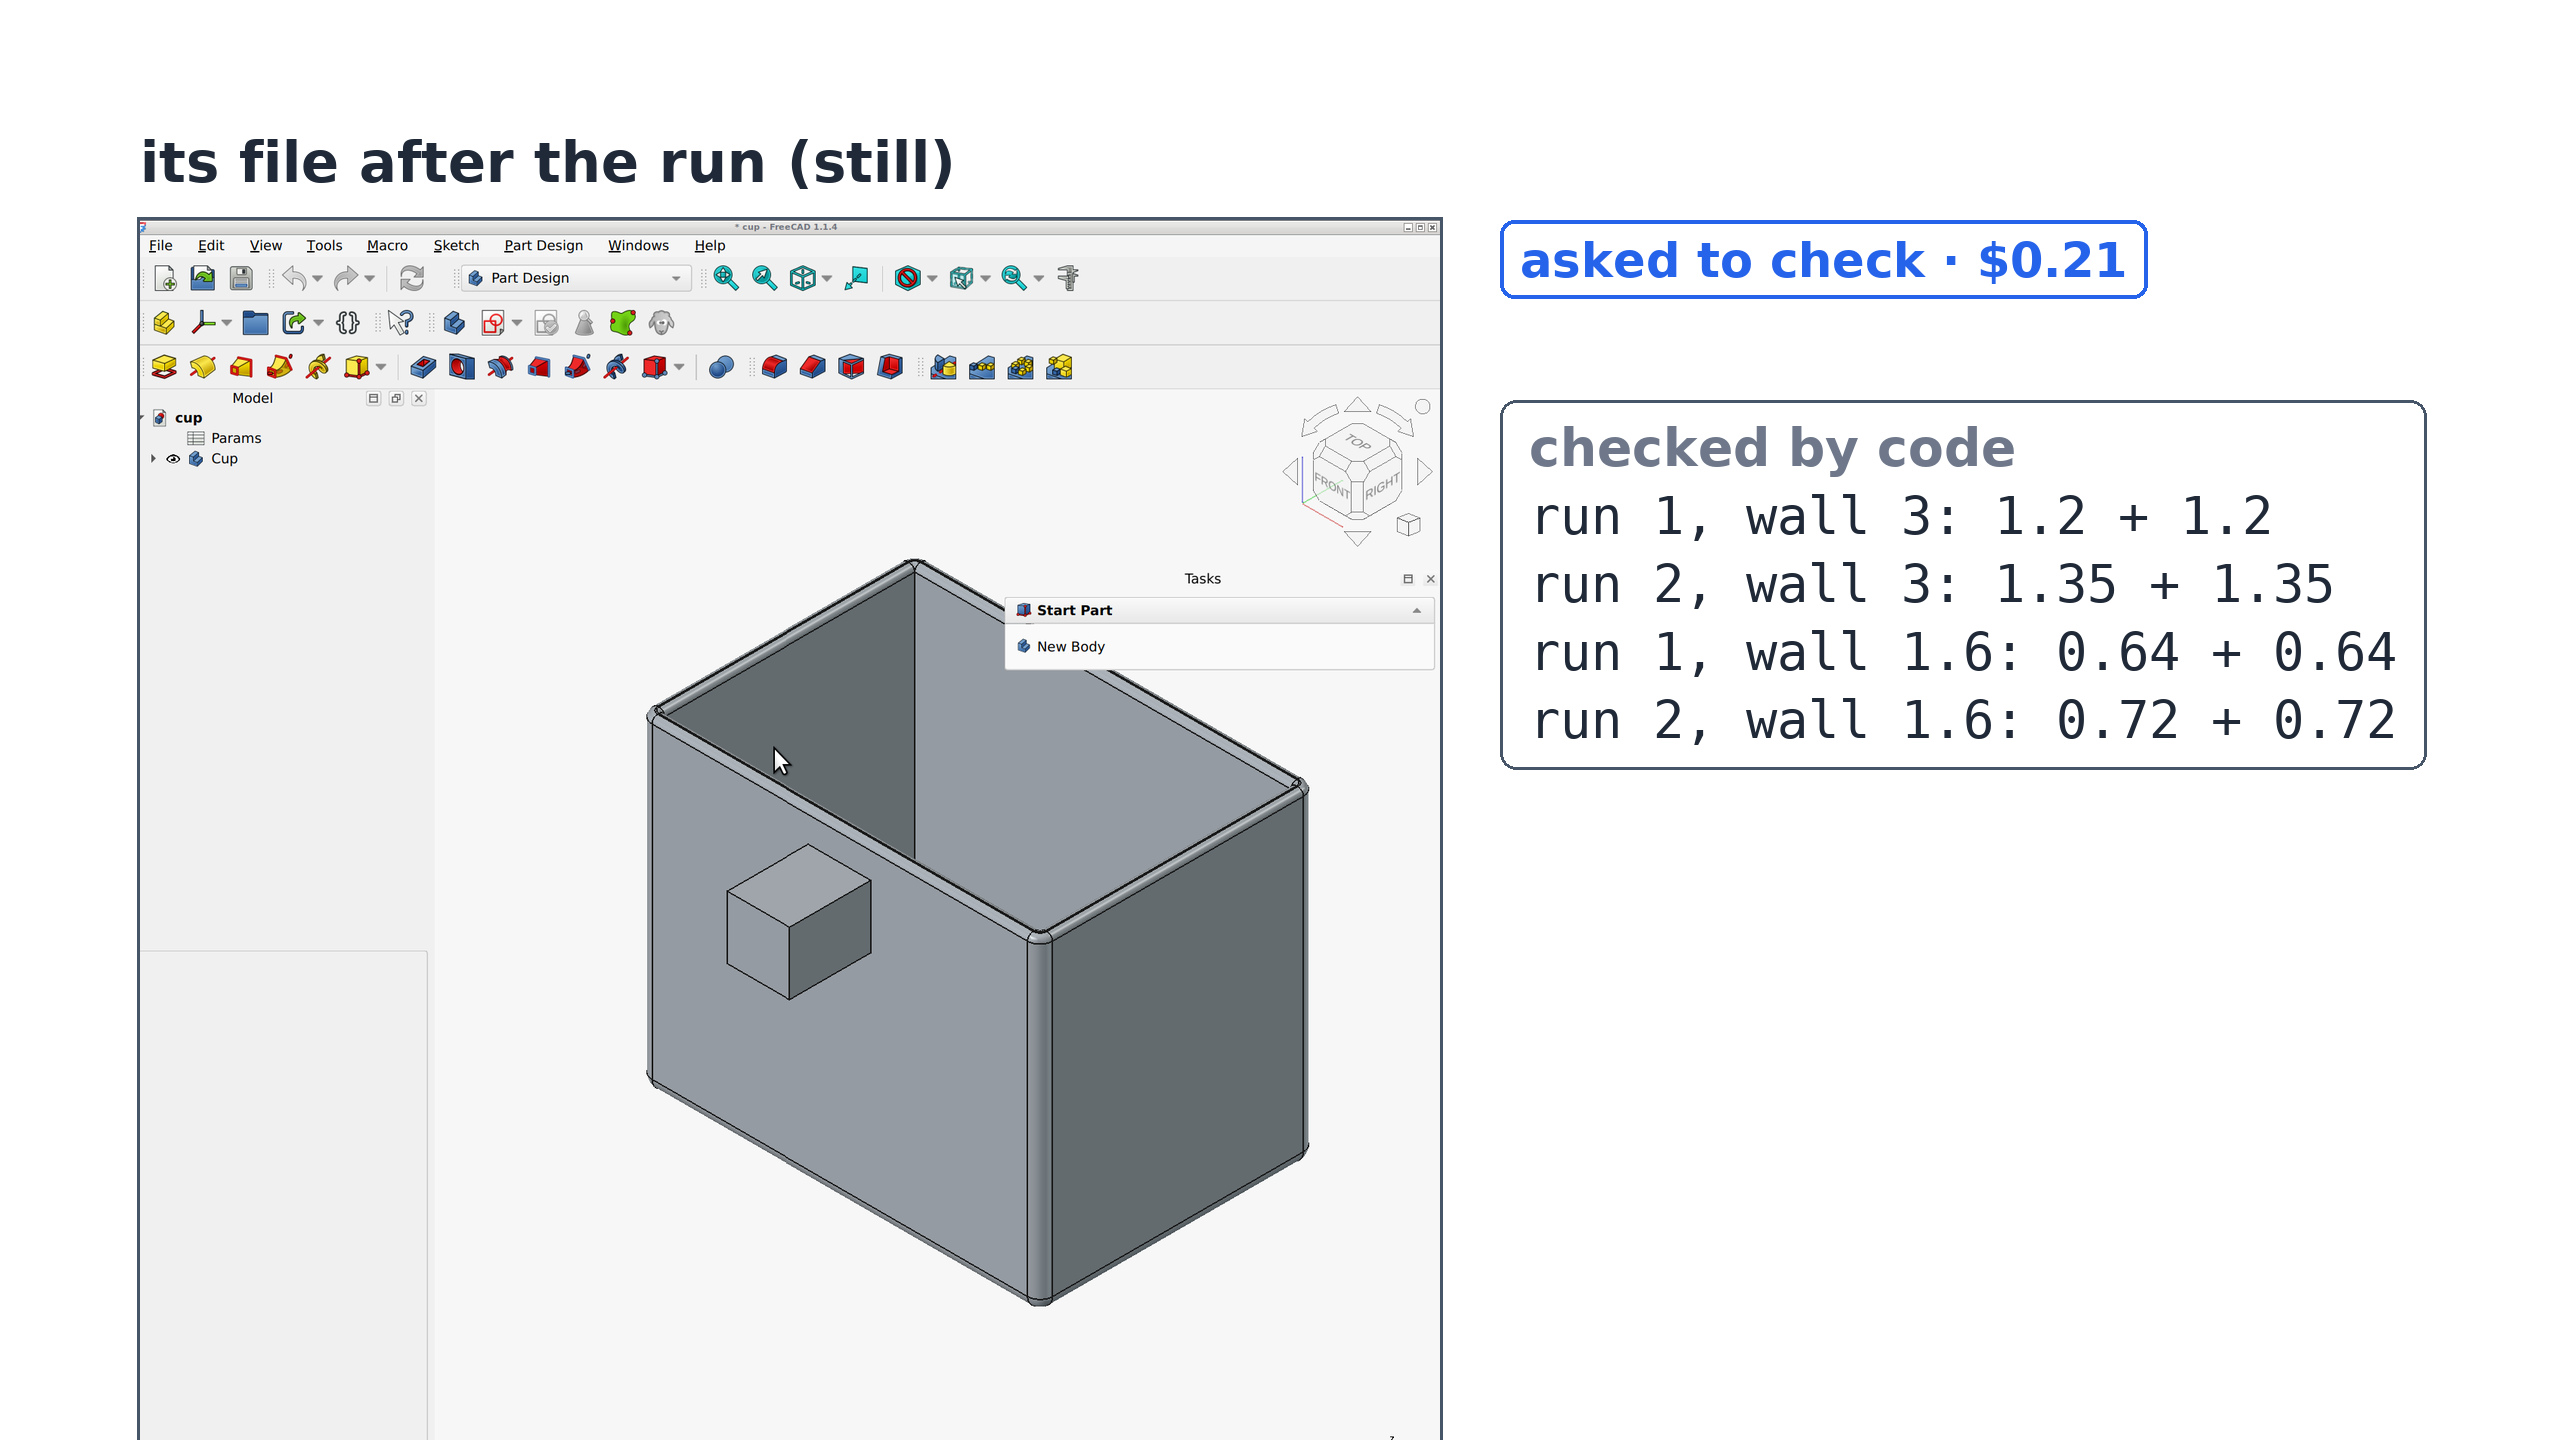 its file after the run (still)
* cup - FreeCAD 1.1.4
File Edit View Tools Macro Sketch Part Design Windows Help
Part Design
Model
cup
Params
Cup
TOP
FRONT
RIGHT
Tasks
Start Part
New Body
asked to check · $0.21
checked by code
run 1, wall 3: 1.2 + 1.2
run 2, wall 3: 1.35 + 1.35
run 1, wall 1.6: 0.64 + 0.64
run 2, wall 1.6: 0.72 + 0.72